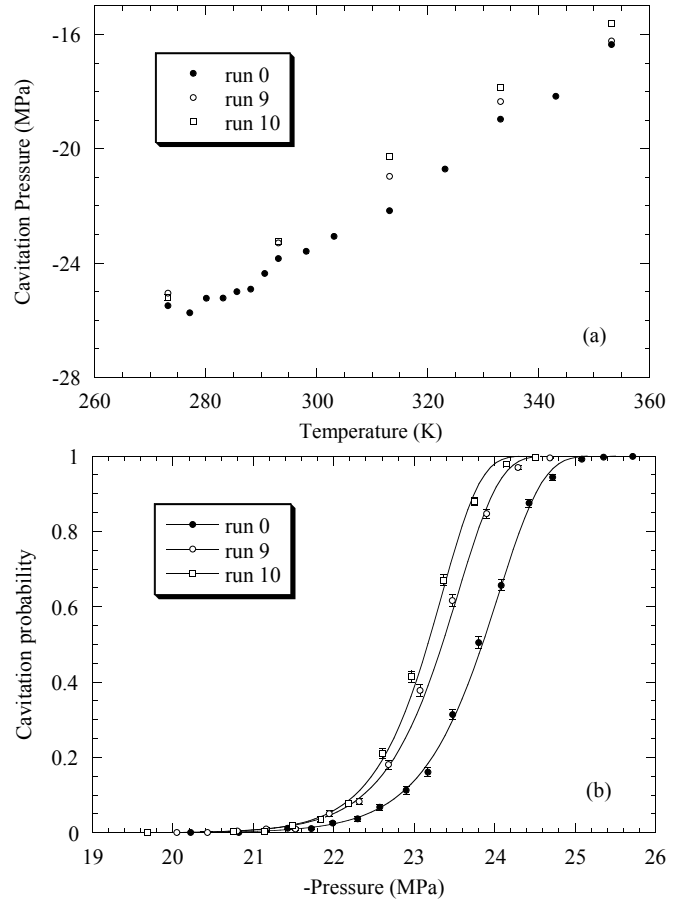 -16
-20
-24
-28
Cavitation Pressure (MPa)
run 0
run 9
run 10
(a)
260 280 300 320 340 360
Temperature (K)
1
0.8
0.6
0.4
0.2
0
Cavitation probability
run 0
run 9
run 10
(b)
19 20 21 22 23 24 25 26
-Pressure (MPa)